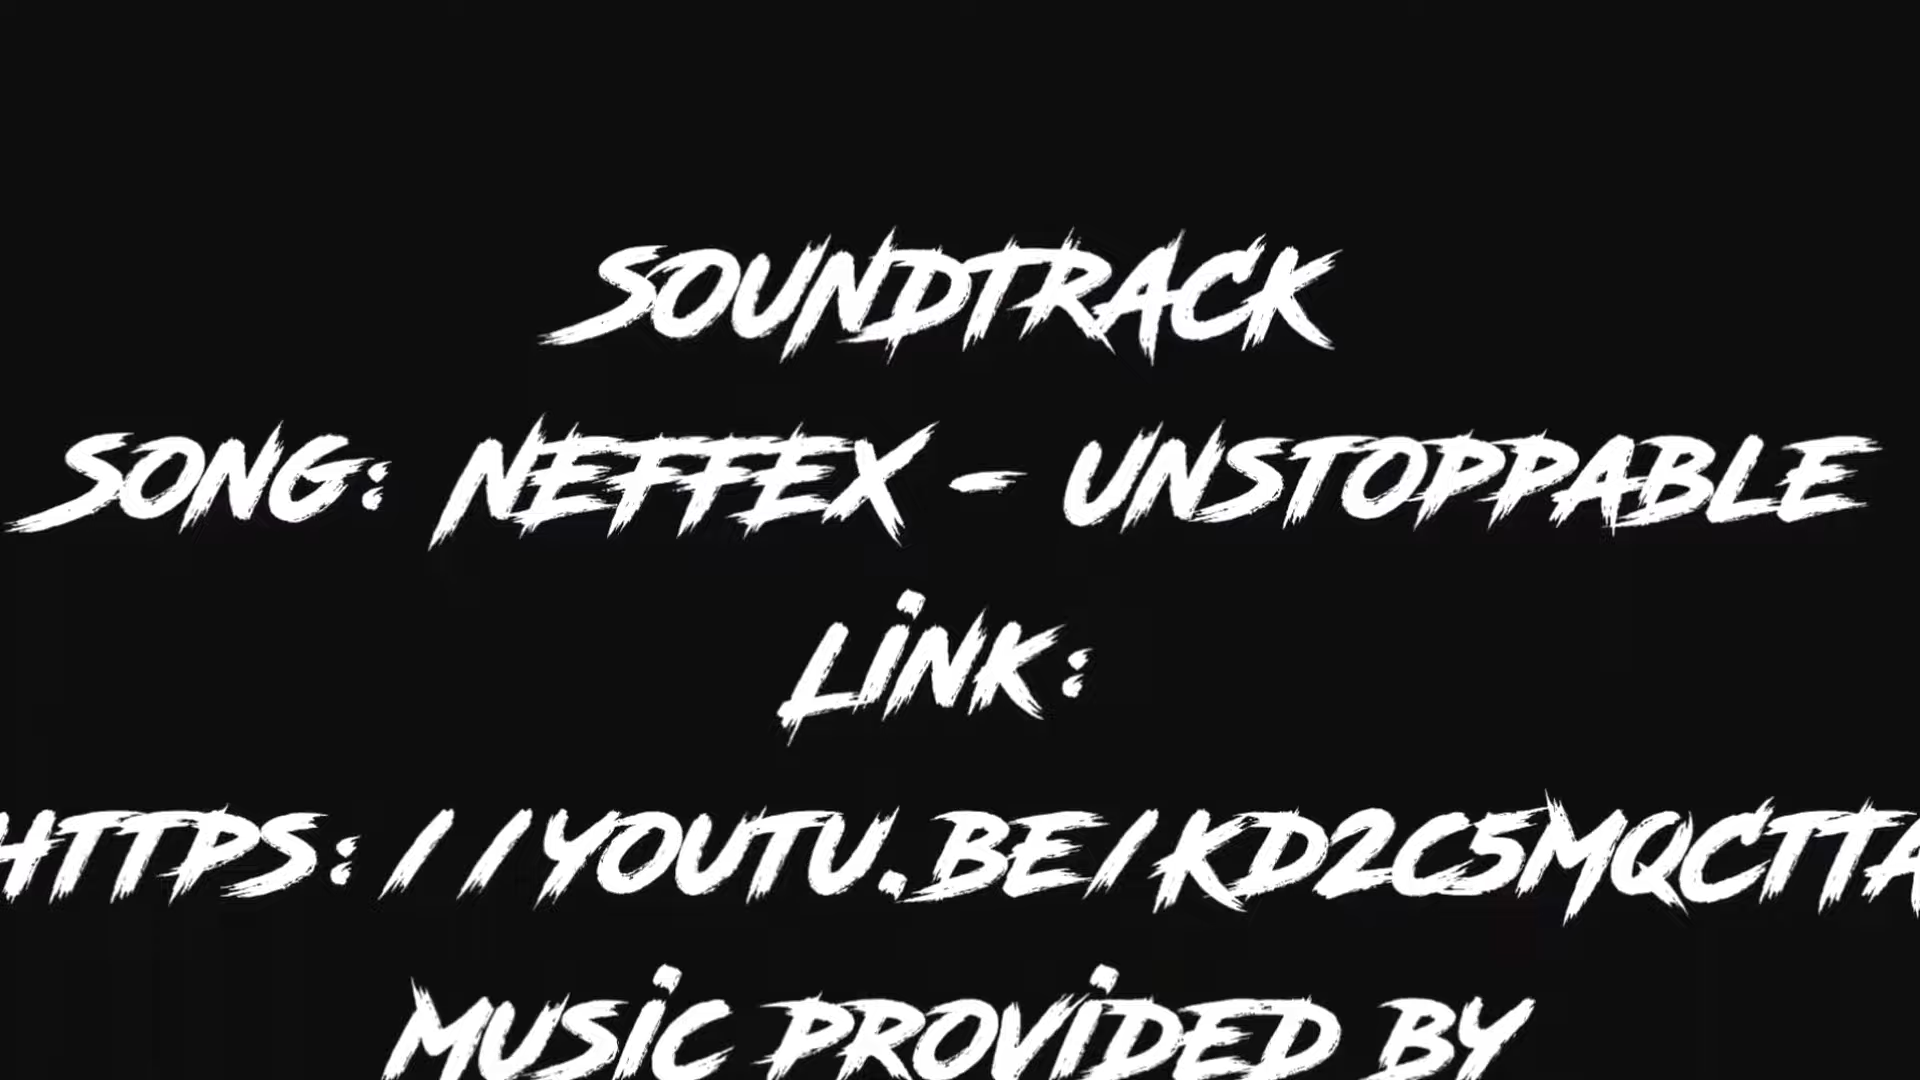 SOUNDTRACK
SONG: NEFFEX - UNSTOPPABLE
LiNK:
HTTPS://YOUTU.BE/KD2C5MQCTTA
MUSiC PROViDED BY